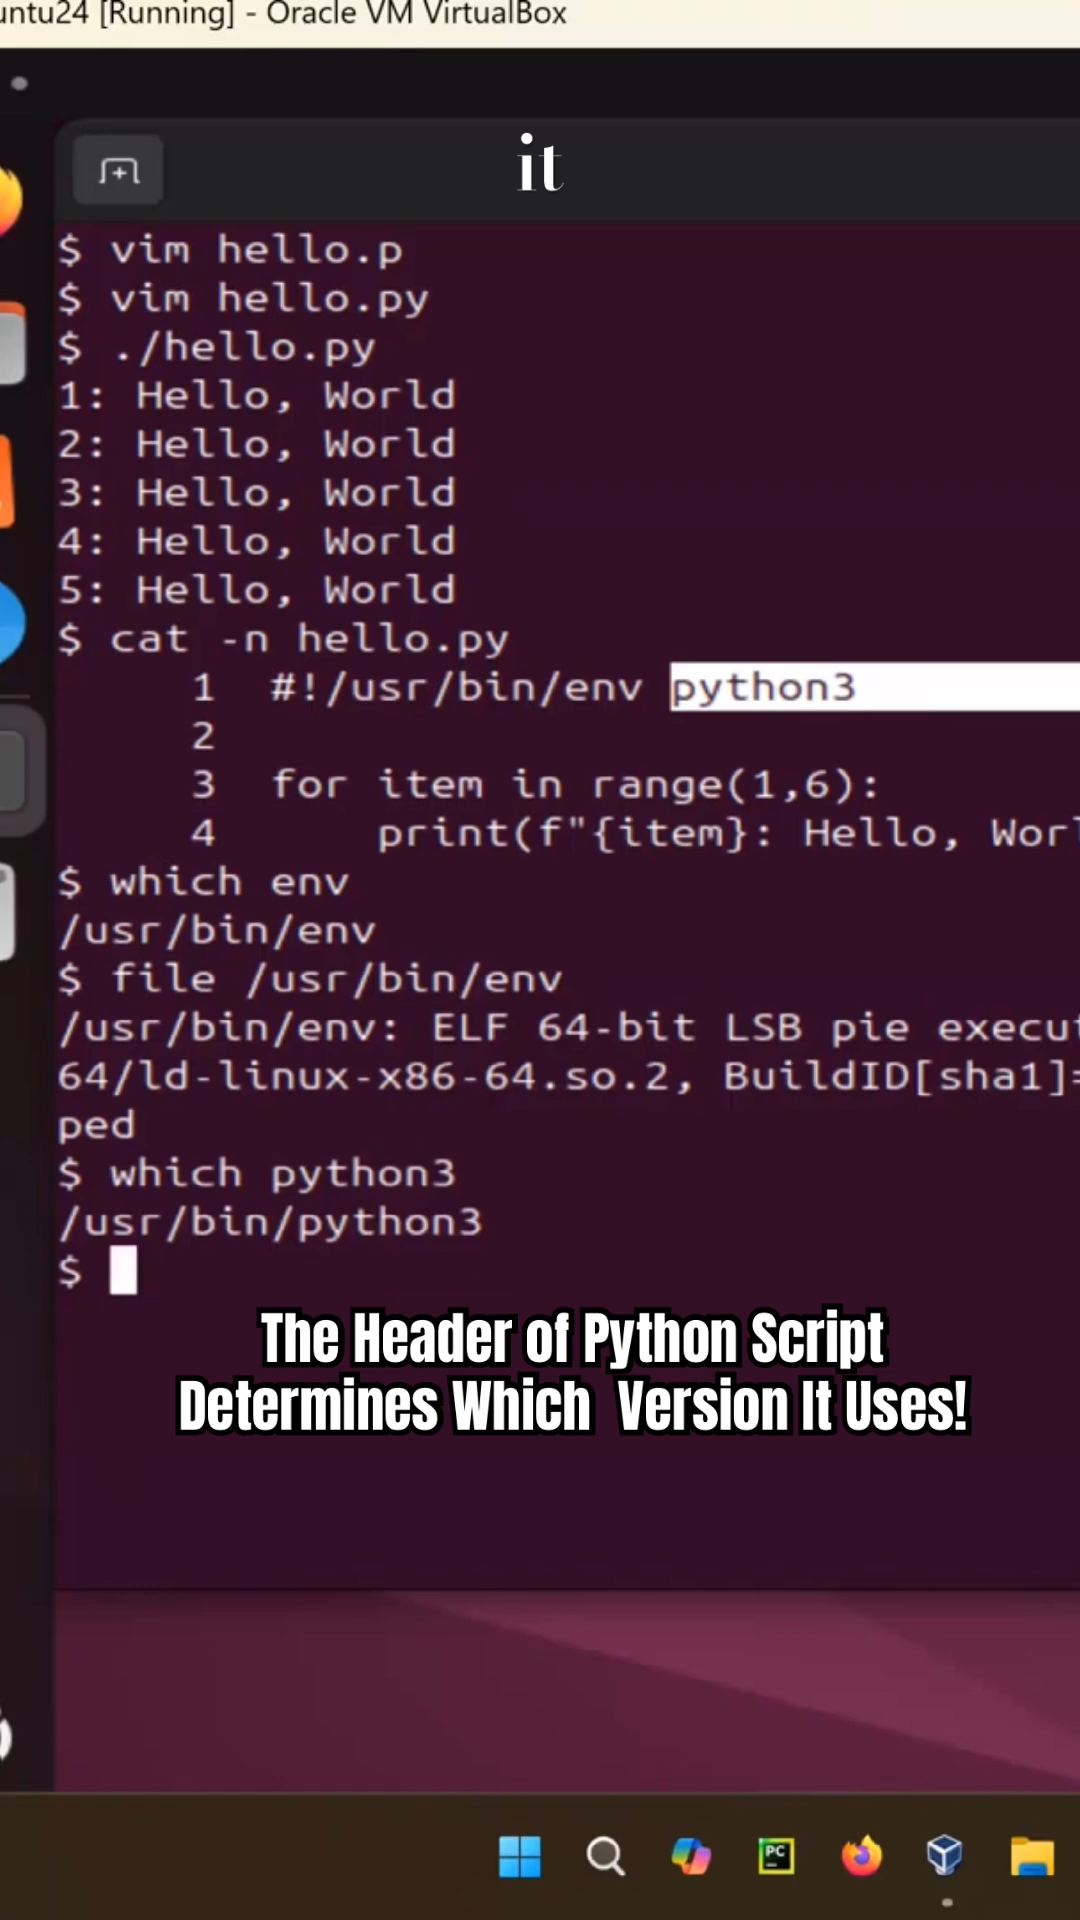 untu24 [Running] - Oracle VM VirtualBox
it
$ vim hello.p
$ vim hello.py
$ ./hello.py
1: Hello, World
2: Hello, World
3: Hello, World
4: Hello, World
5: Hello, World
$ cat -n hello.py
1 #!/usr/bin/env python3
2
3 for item in range(1,6):
4 print(f"{item}: Hello, Worl
$ which env
/usr/bin/env
$ file /usr/bin/env
/usr/bin/env: ELF 64-bit LSB pie execut
64/ld-linux-x86-64.so.2, BuildID[sha1]=
ped
$ which python3
/usr/bin/python3
$
The Header of Python Script
Determines Which Version It Uses!
PC